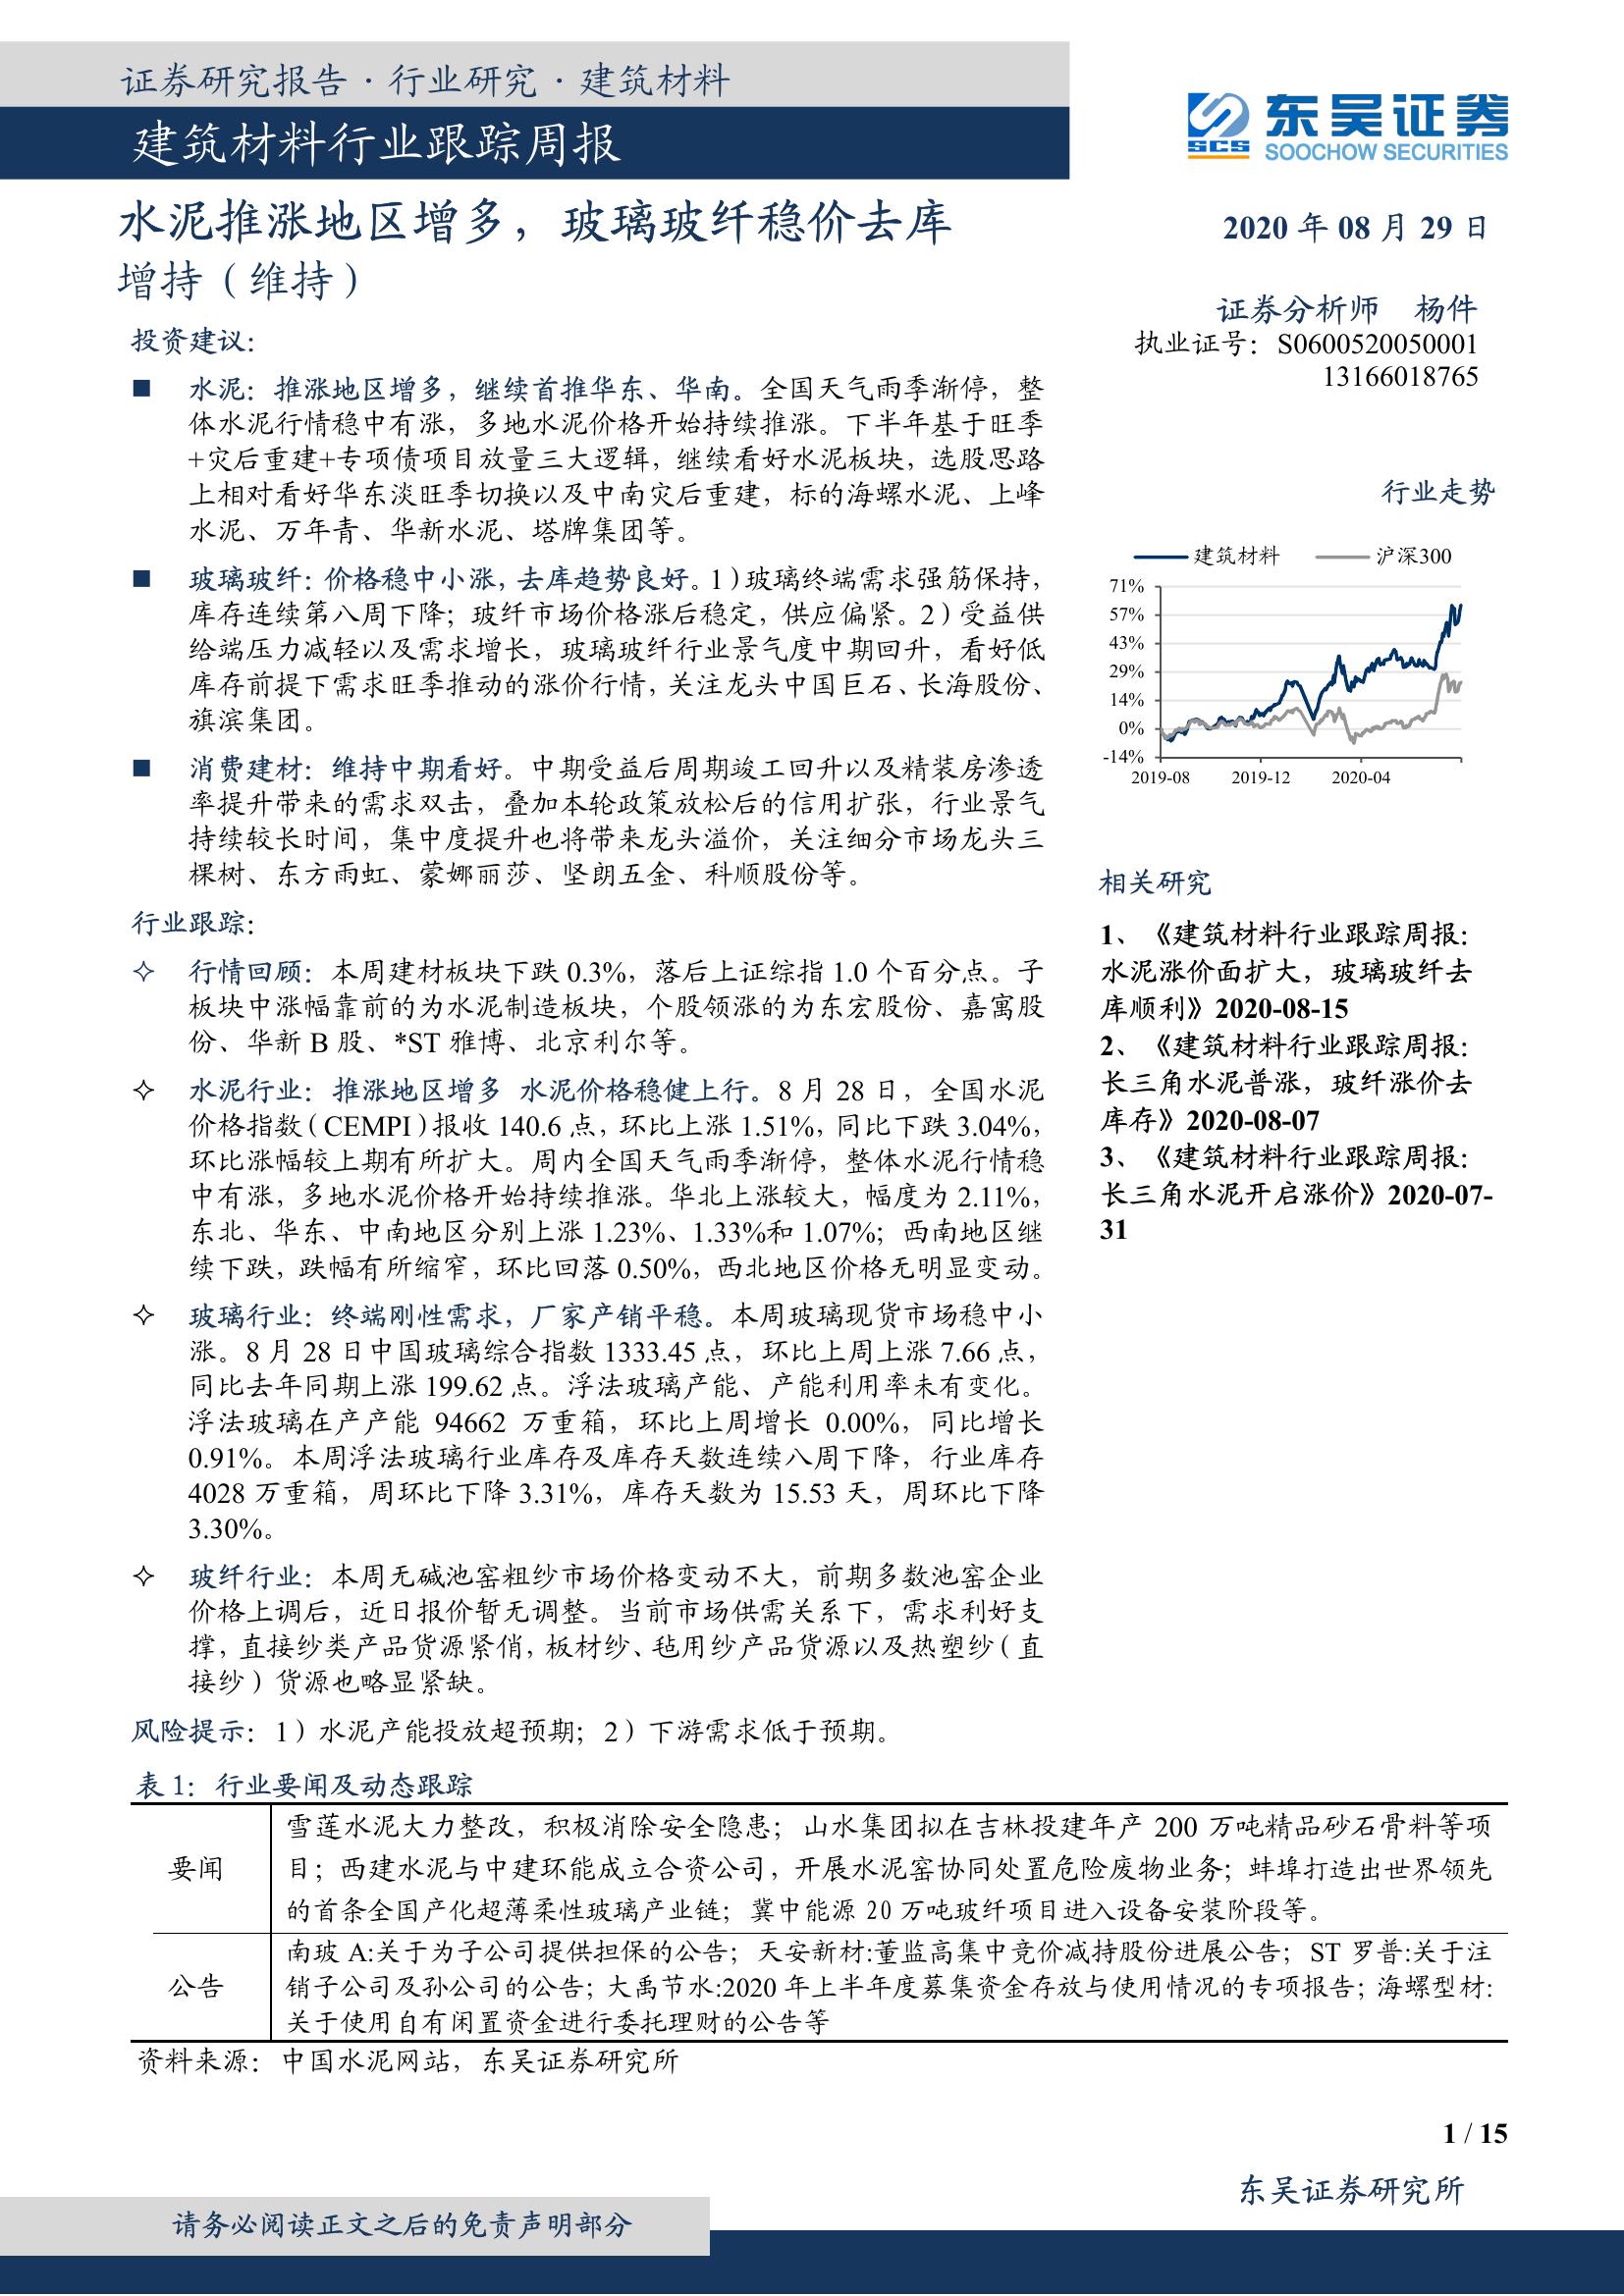 证券研究报告·行业研究·建筑材料
建筑材料行业跟踪周报
SCS
东吴证券
SOOCHOW SECURITIES
水泥推涨地区增多，玻璃玻纤稳价去库
增持（维持）
投资建议：
■ 水泥：推涨地区增多，继续首推华东、华南。全国天气雨季渐停，整
体水泥行情稳中有涨，多地水泥价格开始持续推涨。下半年基于旺季
+灾后重建+专项债项目放量三大逻辑，继续看好水泥板块，选股思路
上相对看好华东淡旺季切换以及中南灾后重建，标的海螺水泥、上峰
水泥、万年青、华新水泥、塔牌集团等。
■ 玻璃玻纤：价格稳中小涨，去库趋势良好。1）玻璃终端需求强筋保持，
库存连续第八周下降；玻纤市场价格涨后稳定，供应偏紧。2）受益供
给端压力减轻以及需求增长，玻璃玻纤行业景气度中期回升，看好低
库存前提下需求旺季推动的涨价行情，关注龙头中国巨石、长海股份、
旗滨集团。
■ 消费建材：维持中期看好。中期受益后周期竣工回升以及精装房渗透
率提升带来的需求双击，叠加本轮政策放松后的信用扩张，行业景气
持续较长时间，集中度提升也将带来龙头溢价，关注细分市场龙头三
棵树、东方雨虹、蒙娜丽莎、坚朗五金、科顺股份等。
行业跟踪：
✧ 行情回顾：本周建材板块下跌 0.3%，落后上证综指 1.0 个百分点。子
板块中涨幅靠前的为水泥制造板块，个股领涨的为东宏股份、嘉寓股
份、华新 B 股、*ST 雅博、北京利尔等。
✧ 水泥行业：推涨地区增多 水泥价格稳健上行。8 月 28 日，全国水泥
价格指数（CEMPI）报收 140.6 点，环比上涨 1.51%，同比下跌 3.04%，
环比涨幅较上期有所扩大。周内全国天气雨季渐停，整体水泥行情稳
中有涨，多地水泥价格开始持续推涨。华北上涨较大，幅度为 2.11%，
东北、华东、中南地区分别上涨 1.23%、1.33%和 1.07%；西南地区继
续下跌，跌幅有所缩窄，环比回落 0.50%，西北地区价格无明显变动。
✧ 玻璃行业：终端刚性需求，厂家产销平稳。本周玻璃现货市场稳中小
涨。8 月 28 日中国玻璃综合指数 1333.45 点，环比上周上涨 7.66 点，
同比去年同期上涨 199.62 点。浮法玻璃产能、产能利用率未有变化。
浮法玻璃在产产能 94662 万重箱，环比上周增长 0.00%，同比增长
0.91%。本周浮法玻璃行业库存及库存天数连续八周下降，行业库存
4028 万重箱，周环比下降 3.31%，库存天数为 15.53 天，周环比下降
3.30%。
✧ 玻纤行业：本周无碱池窑粗纱市场价格变动不大，前期多数池窑企业
价格上调后，近日报价暂无调整。当前市场供需关系下，需求利好支
撑，直接纱类产品货源紧俏，板材纱、毡用纱产品货源以及热塑纱（直
接纱）货源也略显紧缺。
风险提示：1）水泥产能投放超预期；2）下游需求低于预期。
2020 年 08 月 29 日
证券分析师 杨件
执业证号：S0600520050001
13166018765
行业走势
建筑材料 沪深300
71%
57%
43%
29%
14%
0%
-14%
2019-08 2019-12 2020-04
相关研究
1、《建筑材料行业跟踪周报：
水泥涨价面扩大，玻璃玻纤去
库顺利》2020-08-15
2、《建筑材料行业跟踪周报：
长三角水泥普涨，玻纤涨价去
库存》2020-08-07
3、《建筑材料行业跟踪周报：
长三角水泥开启涨价》2020-07-
31
表 1：行业要闻及动态跟踪
要闻
雪莲水泥大力整改，积极消除安全隐患；山水集团拟在吉林投建年产 200 万吨精品砂石骨料等项
目；西建水泥与中建环能成立合资公司，开展水泥窑协同处置危险废物业务；蚌埠打造出世界领先
的首条全国产化超薄柔性玻璃产业链；冀中能源 20 万吨玻纤项目进入设备安装阶段等。
公告
南玻 A:关于为子公司提供担保的公告；天安新材:董监高集中竞价减持股份进展公告；ST 罗普:关于注
销子公司及孙公司的公告；大禹节水:2020 年上半年度募集资金存放与使用情况的专项报告；海螺型材:
关于使用自有闲置资金进行委托理财的公告等
资料来源：中国水泥网站，东吴证券研究所
1 / 15
东吴证券研究所
请务必阅读正文之后的免责声明部分